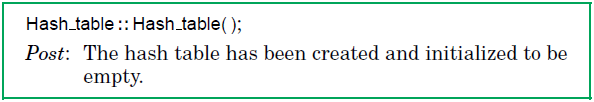 Hash_table :: Hash_table( );
Post: The hash table has been created and initialized to be
empty.